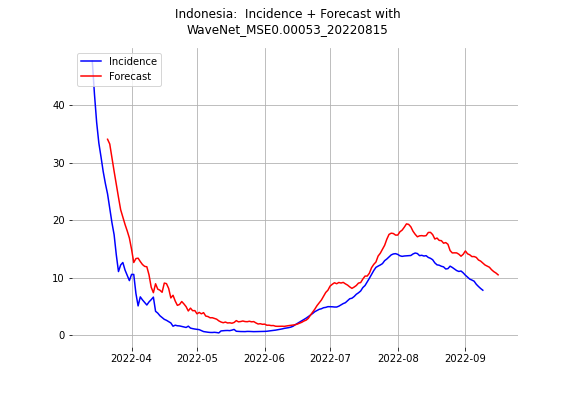 Indonesia:  Incidence + Forecast with
WaveNet_MSE0.00053_20220815
Incidence
Forecast
40
30
20
10
0
2022-04 2022-05 2022-06 2022-07 2022-08 2022-09